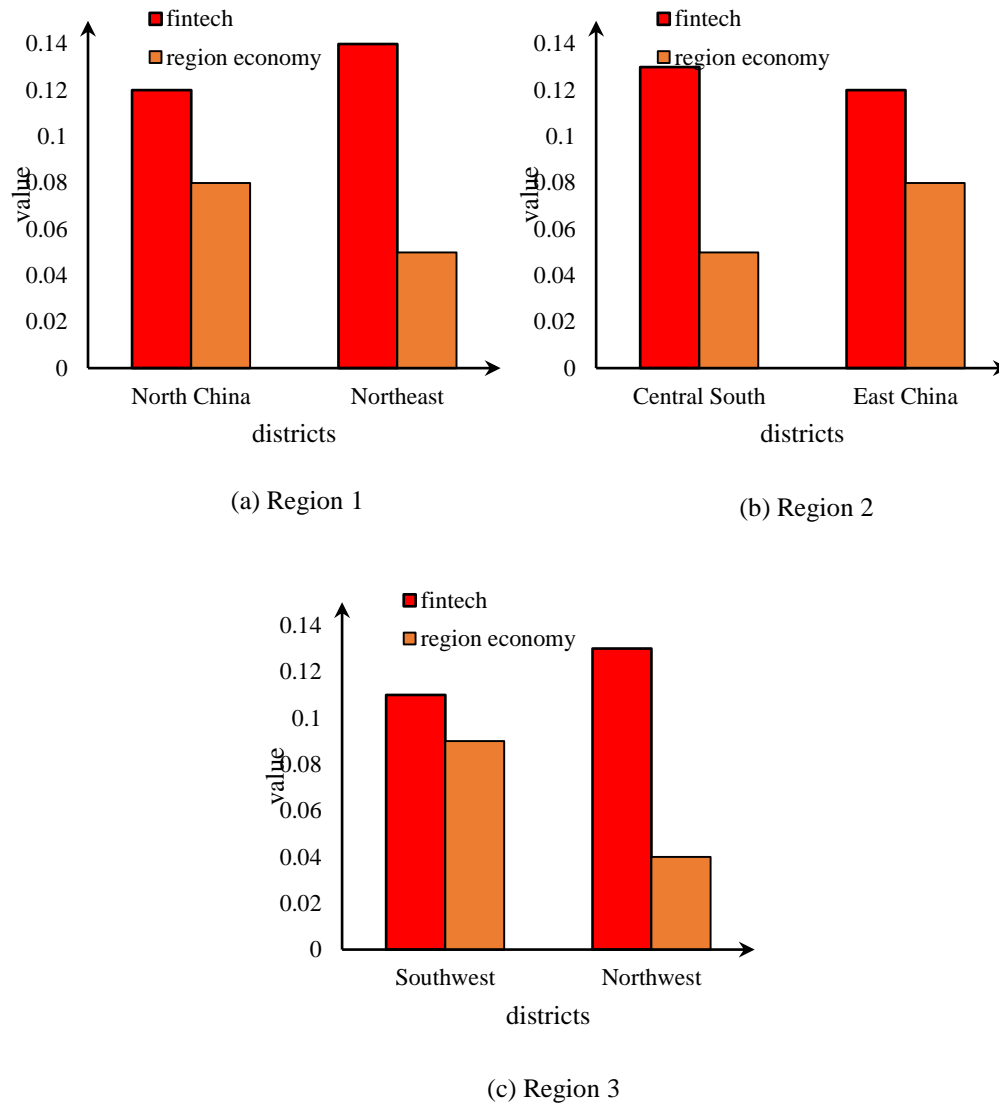 fintech
region economy
0.14
0.12
0.1
0.08
0.06
0.04
0.02
0
value
North China Northeast
districts
(a) Region 1
fintech
region economy
0.14
0.12
0.1
0.08
0.06
0.04
0.02
0
value
Central South East China
districts
(b) Region 2
fintech
region economy
0.14
0.12
0.1
0.08
0.06
0.04
0.02
0
value
Southwest Northwest
districts
(c) Region 3